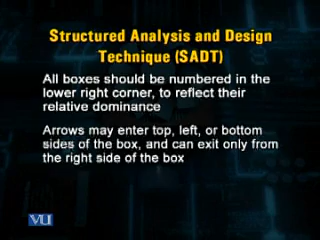 Structured Analysis and Design
Technique (SADT)
All boxes should be numbered in the
lower right corner, to reflect their
relative dominance
Arrows may enter top, left, or bottom
sides of the box, and can exit only from
the right side of the box
VU